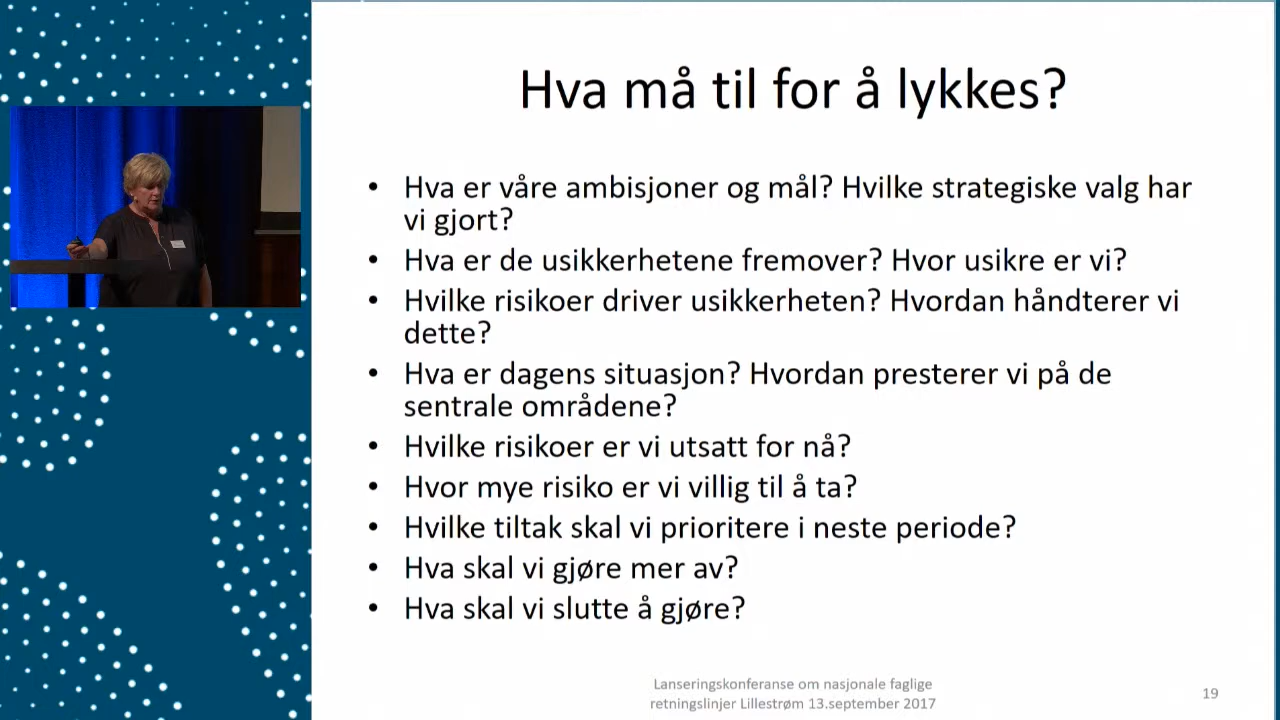 Hva må til for å lykkes?
• Hva er våre ambisjoner og mål? Hvilke strategiske valg har
vi gjort?
• Hva er de usikkerhetene fremover? Hvor usikre er vi?
• Hvilke risikoer driver usikkerheten? Hvordan håndterer vi
dette?
• Hva er dagens situasjon? Hvordan presterer vi på de
sentrale områdene?
• Hvilke risikoer er vi utsatt for nå?
• Hvor mye risiko er vi villig til å ta?
• Hvilke tiltak skal vi prioritere i neste periode?
• Hva skal vi gjøre mer av?
• Hva skal vi slutte å gjøre?
Lanseringskonferanse om nasjonale faglige
retningslinjer Lillestrøm 13.september 2017
19